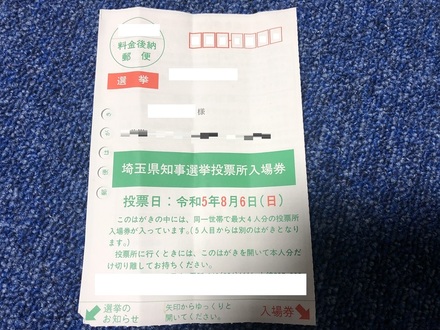 料金後納
郵便
選挙
様
埼玉県知事選挙投票所入場券
投票日：令和5年8月6日(日)
このはがきの中には、同一世帯で最大4人分の投票所
入場券が入っています。(5人目からは別のはがきとなり
ます。)
投票所に行くときには、このはがきを開いて本人分だ
け切り離してお持ちください。
選挙の
お知らせ
矢印からゆっくりと
開いてください。
入場券